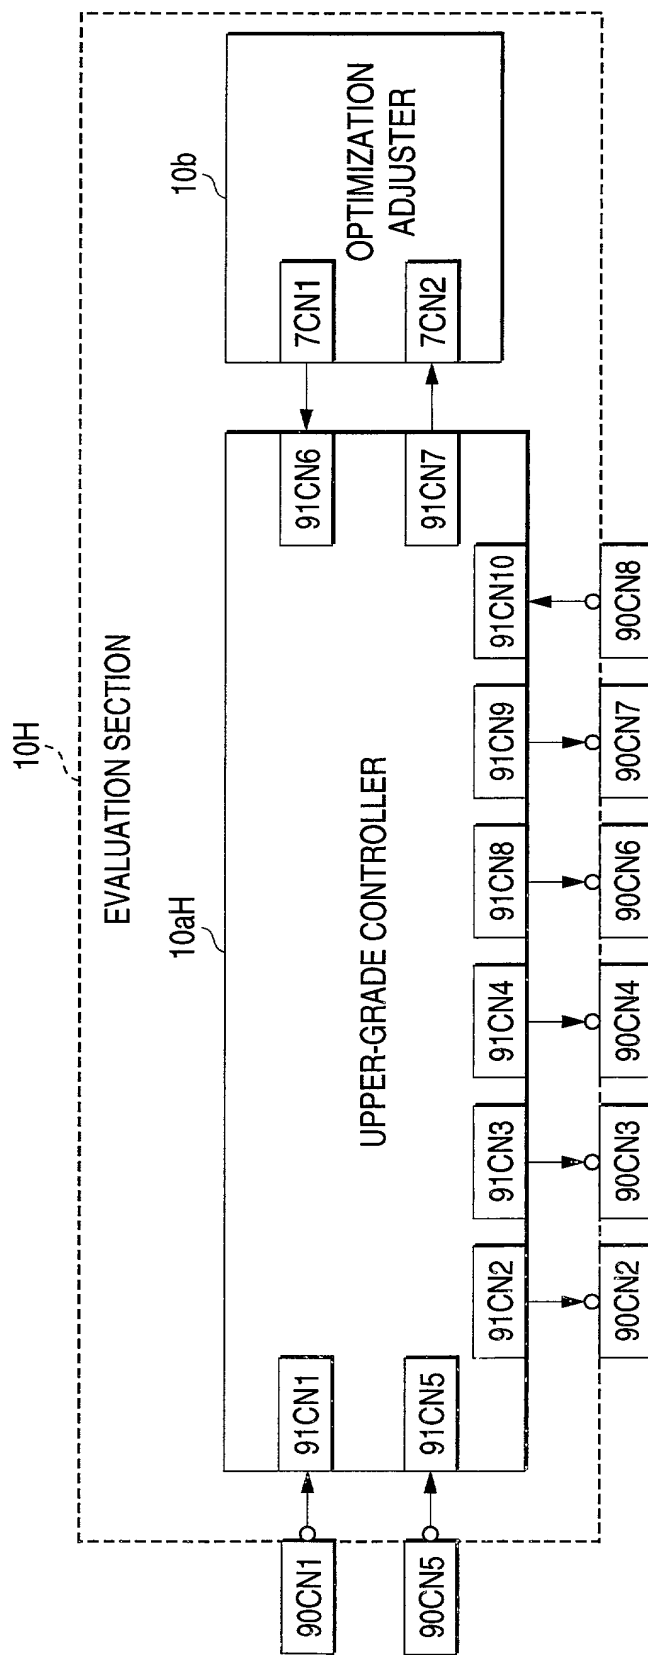 10H
EVALUATION SECTION
10aH
10b
UPPER-GRADE CONTROLLER
OPTIMIZATION
ADJUSTER
90CN1
91CN1
91CN6
7CN1
90CN5
91CN5
91CN7
7CN2
91CN2
91CN3
91CN4
91CN8
91CN9
91CN10
90CN2
90CN3
90CN4
90CN6
90CN7
90CN8